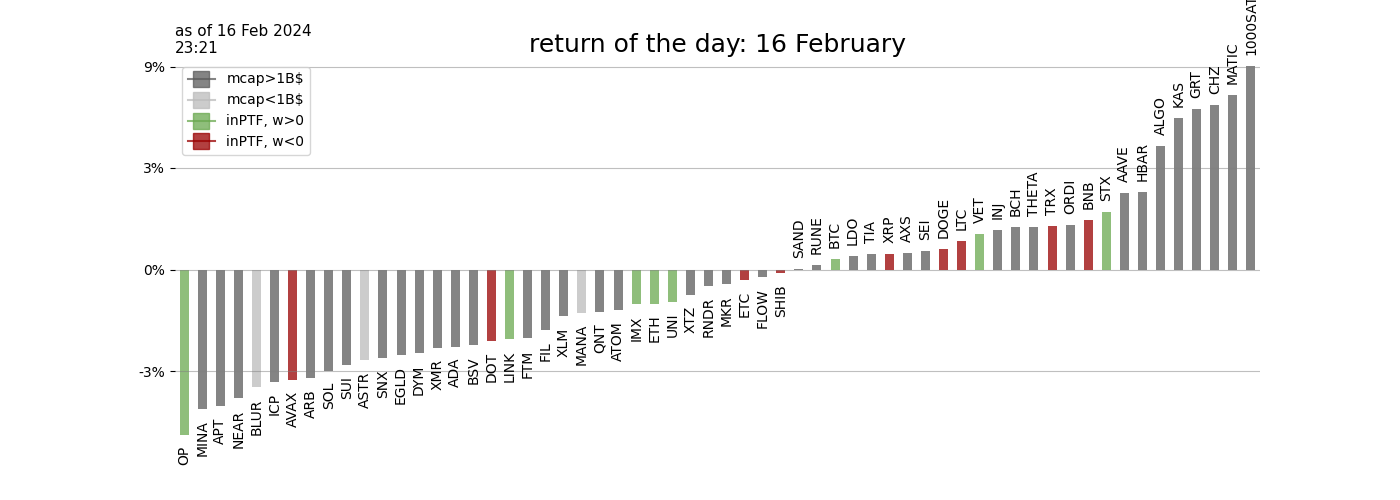 as of 16 Feb 2024
23:21
return of the day: 16 February
9%
3%
0%
-3%
mcap>1B$
mcap<1B$
inPTF, w>0
inPTF, w<0
OP
MINA
APT
NEAR
BLUR
ICP
AVAX
ARB
SOL
SUI
ASTR
SNX
EGLD
DYM
XMR
ADA
BSV
DOT
LINK
FTM
FIL
XLM
MANA
QNT
ATOM
IMX
ETH
UNI
XTZ
RNDR
MKR
ETC
FLOW
SHIB
SAND
RUNE
BTC
LDO
TIA
XRP
AXS
SEI
DOGE
LTC
VET
INJ
BCH
THETA
TRX
ORDI
BNB
STX
AAVE
HBAR
ALGO
KAS
GRT
CHZ
MATIC
1000SAT